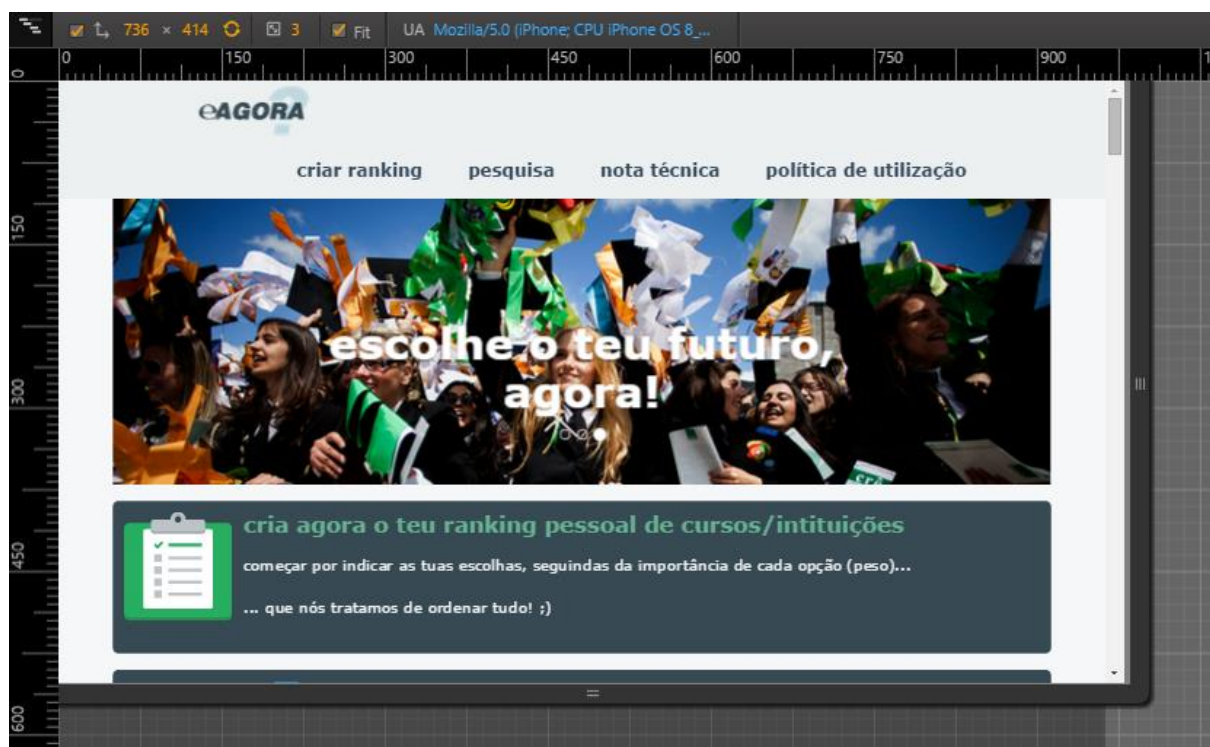 736 × 414 3 Fit UA Mozilla/5.0 (iPhone; CPU iPhone OS 8_...
0 150 300 450 600 750 900 1
0
150
300
450
600
eAGORA?
criar ranking pesquisa nota técnica política de utilização
escolhe o teu futuro,
agora!
cria agora o teu ranking pessoal de cursos/intituições
começar por indicar as tuas escolhas, seguindas da importância de cada opção (peso)...
... que nós tratamos de ordenar tudo! ;)